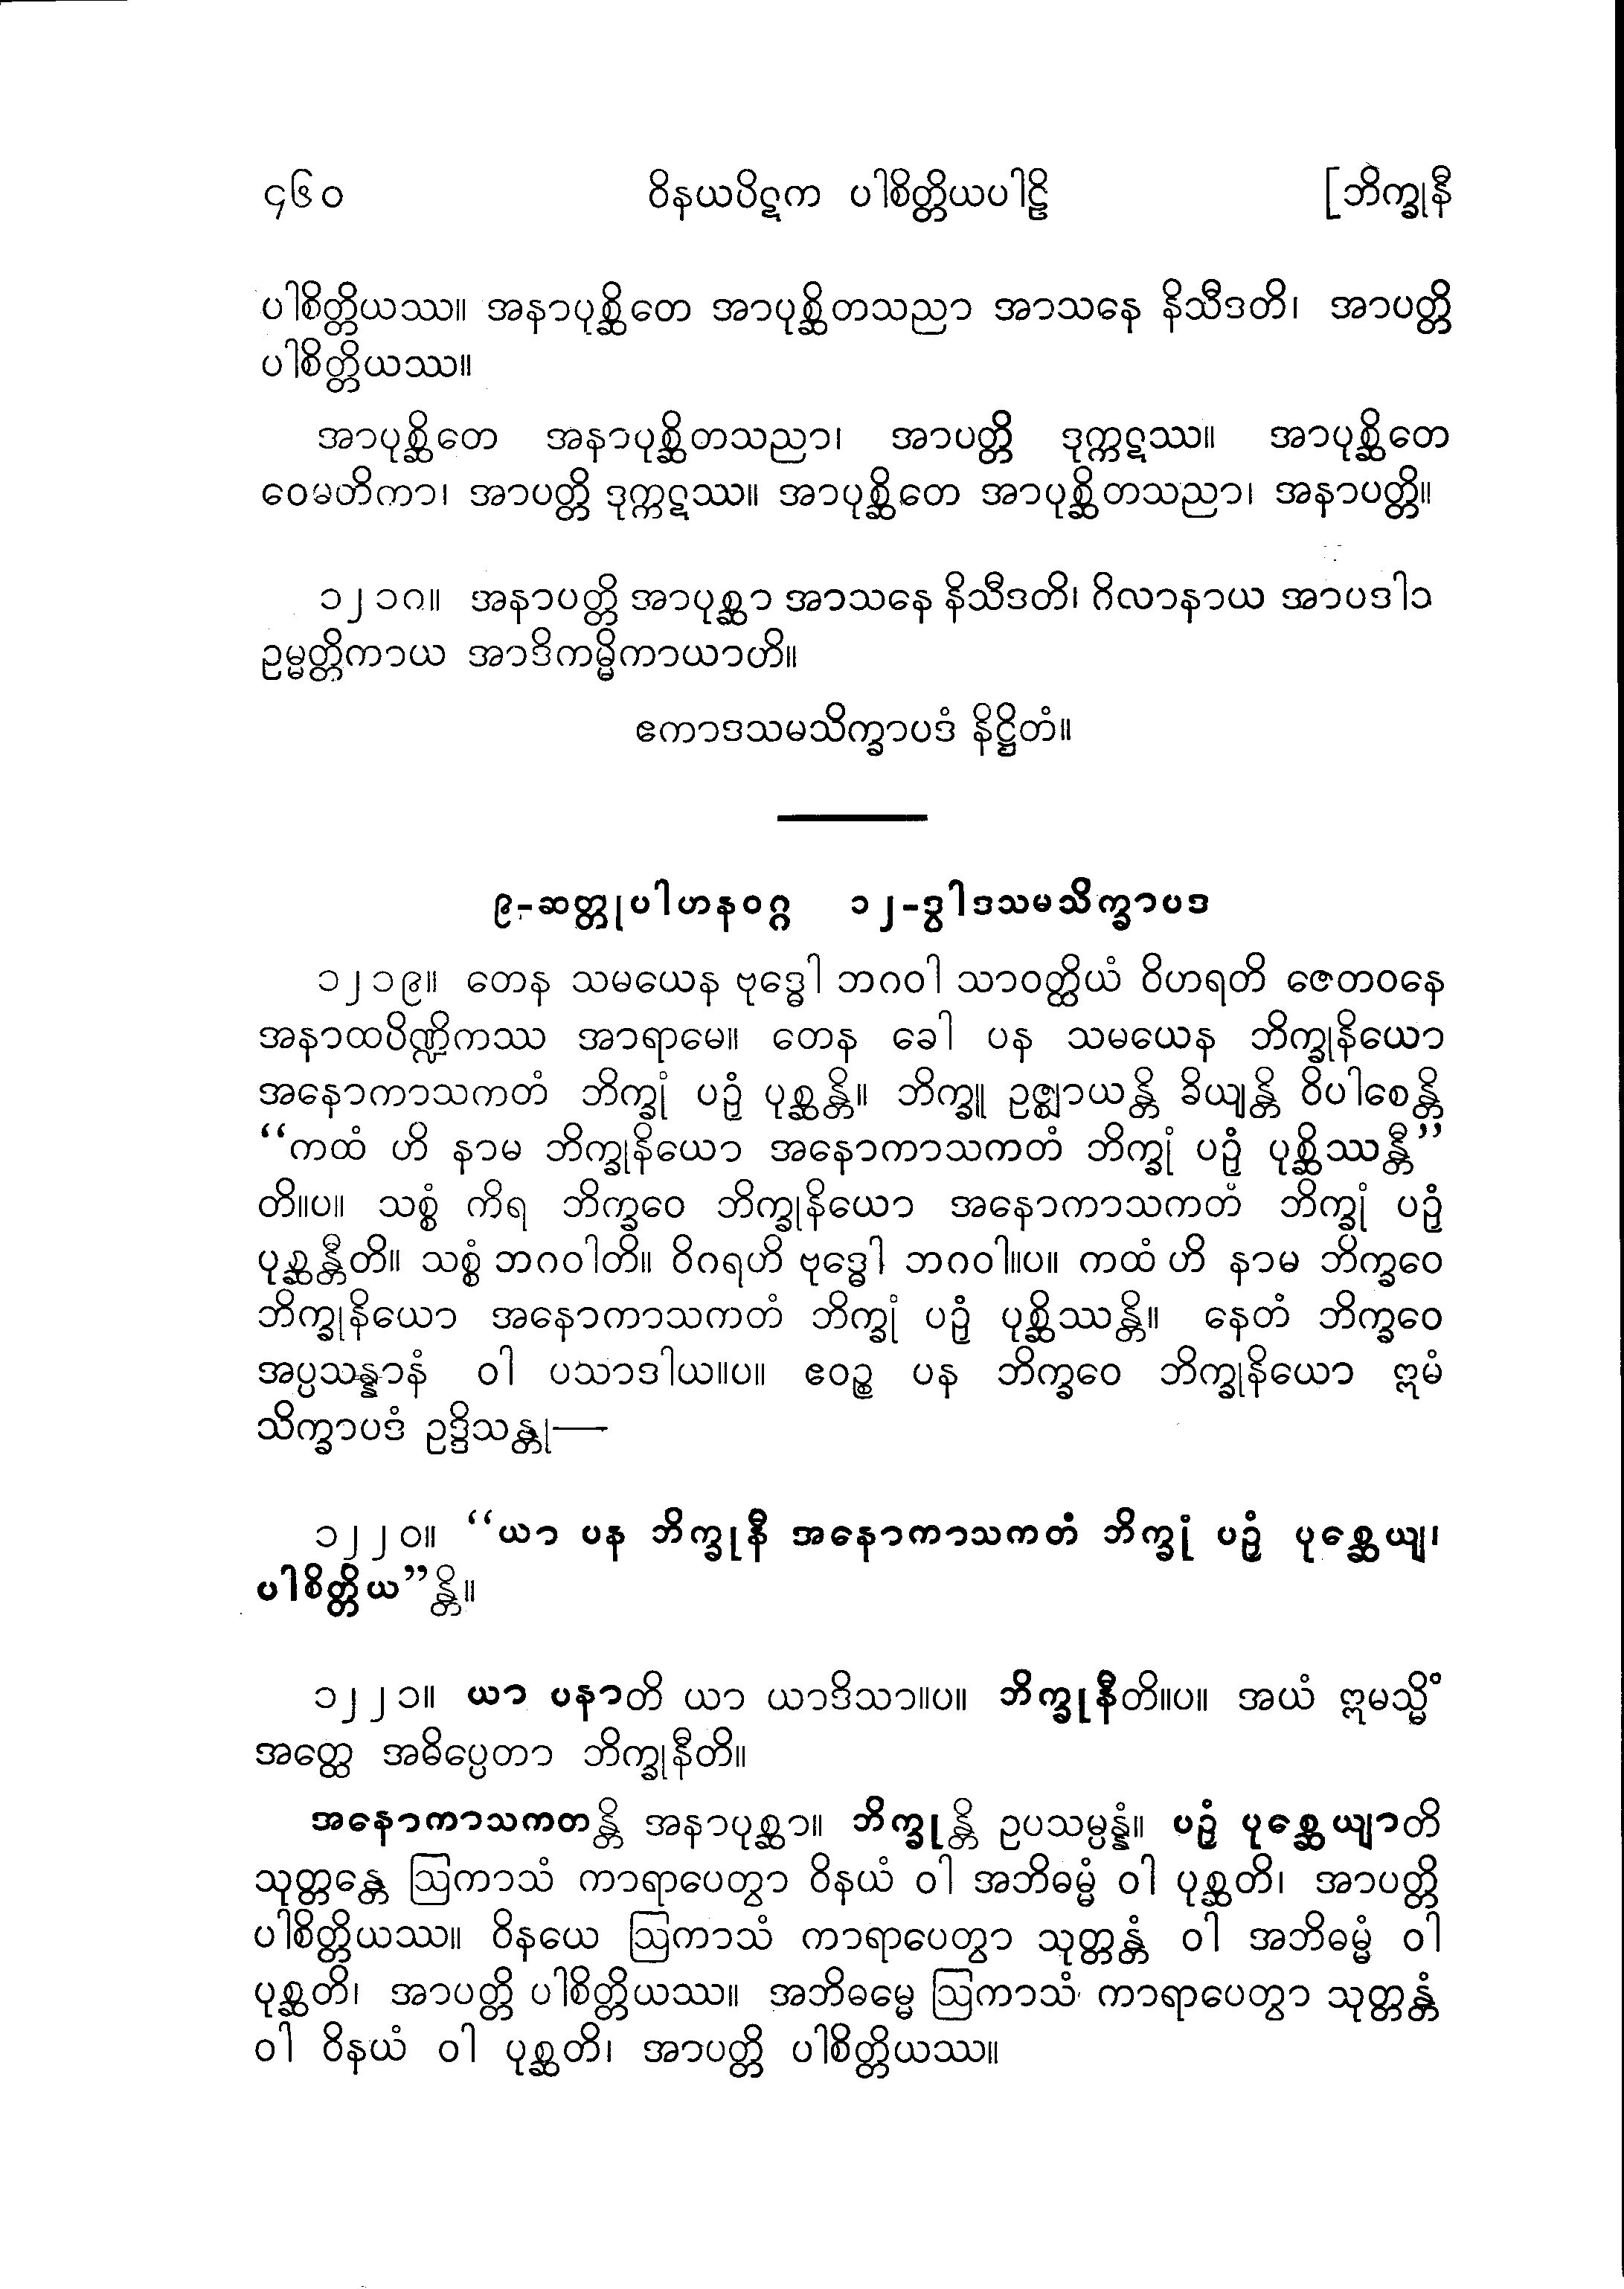 ၄၆၀ ဝိနယပိဋက ပါစိတ္တိယပါဠိ [ဘိက္ခုနီ
ပါစိတ္တိယဿ။ အနာပုစ္ဆိတေ အာပုစ္ဆိတသညာ အာသနေ နိသီဒတိ၊ အာပတ္တိ
ပါစိတ္တိယဿ။
အာပုစ္ဆိတေ အနာပုစ္ဆိတသညာ၊ အာပတ္တိ ဒုက္ကဋဿ။ အာပုစ္ဆိတေ
ဝေမတိကာ၊ အာပတ္တိ ဒုက္ကဋဿ။ အာပုစ္ဆိတေ အာပုစ္ဆိတသညာ၊ အနာပတ္တိ။
၁၂၁၈။ အနာပတ္တိ အာပုစ္ဆာ အာသနေ နိသီဒတိ၊ ဂိလာနာယ အာပဒါသု
ဥမ္မတ္တိကာယ အာဒိကမ္မိကာယာတိ။
ဧကာဒသမသိက္ခာပဒံ နိဋ္ဌိတံ။
၉-ဆတ္တုပါဟနဝဂ္ဂ ၁၂-ဒွါဒသမသိက္ခာပဒ
၁၂၁၉။ တေန သမယေန ဗုဒ္ဓေါ ဘဂဝါ သာဝတ္ထိယံ ဝိဟရတိ ဇေတဝနေ
အနာထပိဏ္ဍိကဿ အာရာမေ။ တေန ခေါ ပန သမယေန ဘိက္ခုနိယော
အနောကာသကတံ ဘိက္ခုံ ပဉှံ ပုစ္ဆန္တိ။ ဘိက္ခူ ဥဇ္ဈာယန္တိ ခိယျန္တိ ဝိပါစေန္တိ
“ကထံ ဟိ နာမ ဘိက္ခုနိယော အနောကာသကတံ ဘိက္ခုံ ပဉှံ ပုစ္ဆိဿန္တီ”
တိ။ပ။ သစ္စံ ကိရ ဘိက္ခဝေ ဘိက္ခုနိယော အနောကာသကတံ ဘိက္ခုံ ပဉှံ
ပုစ္ဆန္တီတိ။ သစ္စံ ဘဂဝါတိ။ ဝိဂရဟိ ဗုဒ္ဓေါ ဘဂဝါ။ပ။ ကထံ ဟိ နာမ ဘိက္ခဝေ
ဘိက္ခုနိယော အနောကာသကတံ ဘိက္ခုံ ပဉှံ ပုစ္ဆိဿန္တိ။ နေတံ ဘိက္ခဝေ
အပ္ပသန္နာနံ ဝါ ပသာဒါယ။ပ။ ဧဝဉ္စ ပန ဘိက္ခဝေ ဘိက္ခုနိယော ဣမံ
သိက္ခာပဒံ ဥဒ္ဒိသန္တု—
၁၂၂၀။ “ယာ ပန ဘိက္ခုနီ အနောကာသကတံ ဘိက္ခုံ ပဉှံ ပုစ္ဆေယျ၊
ပါစိတ္တိယ”န္တိ။
၁၂၂၁။ ယာ ပနာတိ ယာ ယာဒိသာ။ပ။ ဘိက္ခုနီတိ။ပ။ အယံ ဣမသ္မိံ
အတ္ထေ အဓိပ္ပေတာ ဘိက္ခုနီတိ။
အနောကာသကတန္တိ အနာပုစ္ဆာ။ ဘိက္ခုန္တိ ဥပသမ္ပန္နံ။ ပဉှံ ပုစ္ဆေယျာတိ
သုတ္တန္တေ ဩကာသံ ကာရာပေတွာ ဝိနယံ ဝါ အဘိဓမ္မံ ဝါ ပုစ္ဆတိ၊ အာပတ္တိ
ပါစိတ္တိယဿ။ ဝိနယေ ဩကာသံ ကာရာပေတွာ သုတ္တန္တံ ဝါ အဘိဓမ္မံ ဝါ
ပုစ္ဆတိ၊ အာပတ္တိ ပါစိတ္တိယဿ။ အဘိဓမ္မေ ဩကာသံ ကာရာပေတွာ သုတ္တန္တံ
ဝါ ဝိနယံ ဝါ ပုစ္ဆတိ၊ အာပတ္တိ ပါစိတ္တိယဿ။